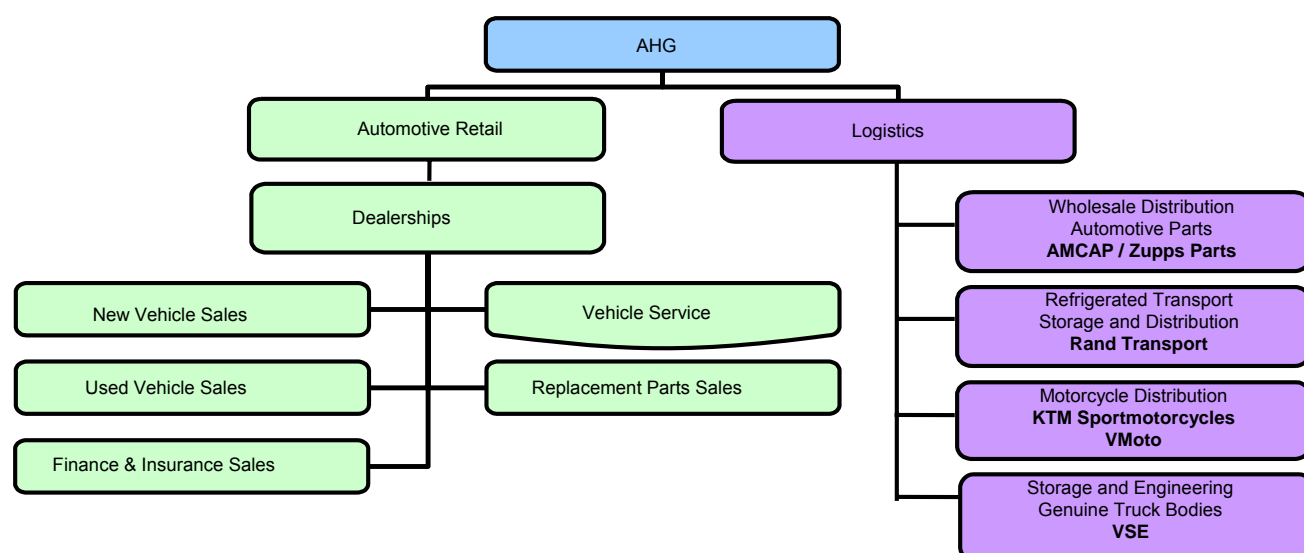 AHG
Automotive Retail
Logistics
Dealerships
New Vehicle Sales
Vehicle Service
Used Vehicle Sales
Replacement Parts Sales
Finance & Insurance Sales
Wholesale Distribution
Automotive Parts
AMCAP / Zupps Parts
Refrigerated Transport
Storage and Distribution
Rand Transport
Motorcycle Distribution
KTM Sportmotorcycles
VMoto
Storage and Engineering
Genuine Truck Bodies
VSE